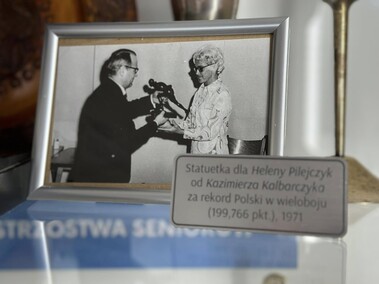 Statuetka dla Heleny Pilejczyk
od Kazimierza Kalbarczyka
za rekord Polski w wieloboju
(199,766 pkt.), 1971
STRZOSTWA SENIORÓW